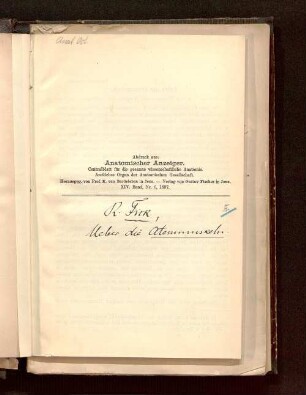 Abdruck aus:
Anatomischer Anzeiger.
Centralblatt für die gesamte wissenschaftliche Anatomie.
Amtliches Organ der Anatomischen Gesellschaft.
Herausgeg. von Prof. K. von Bardeleben in Jena. — Verlag von Gustav Fischer in Jena.
XIV. Band, Nr. 1, 1897.
R. Fick,
Ueber die Atemmuskeln.